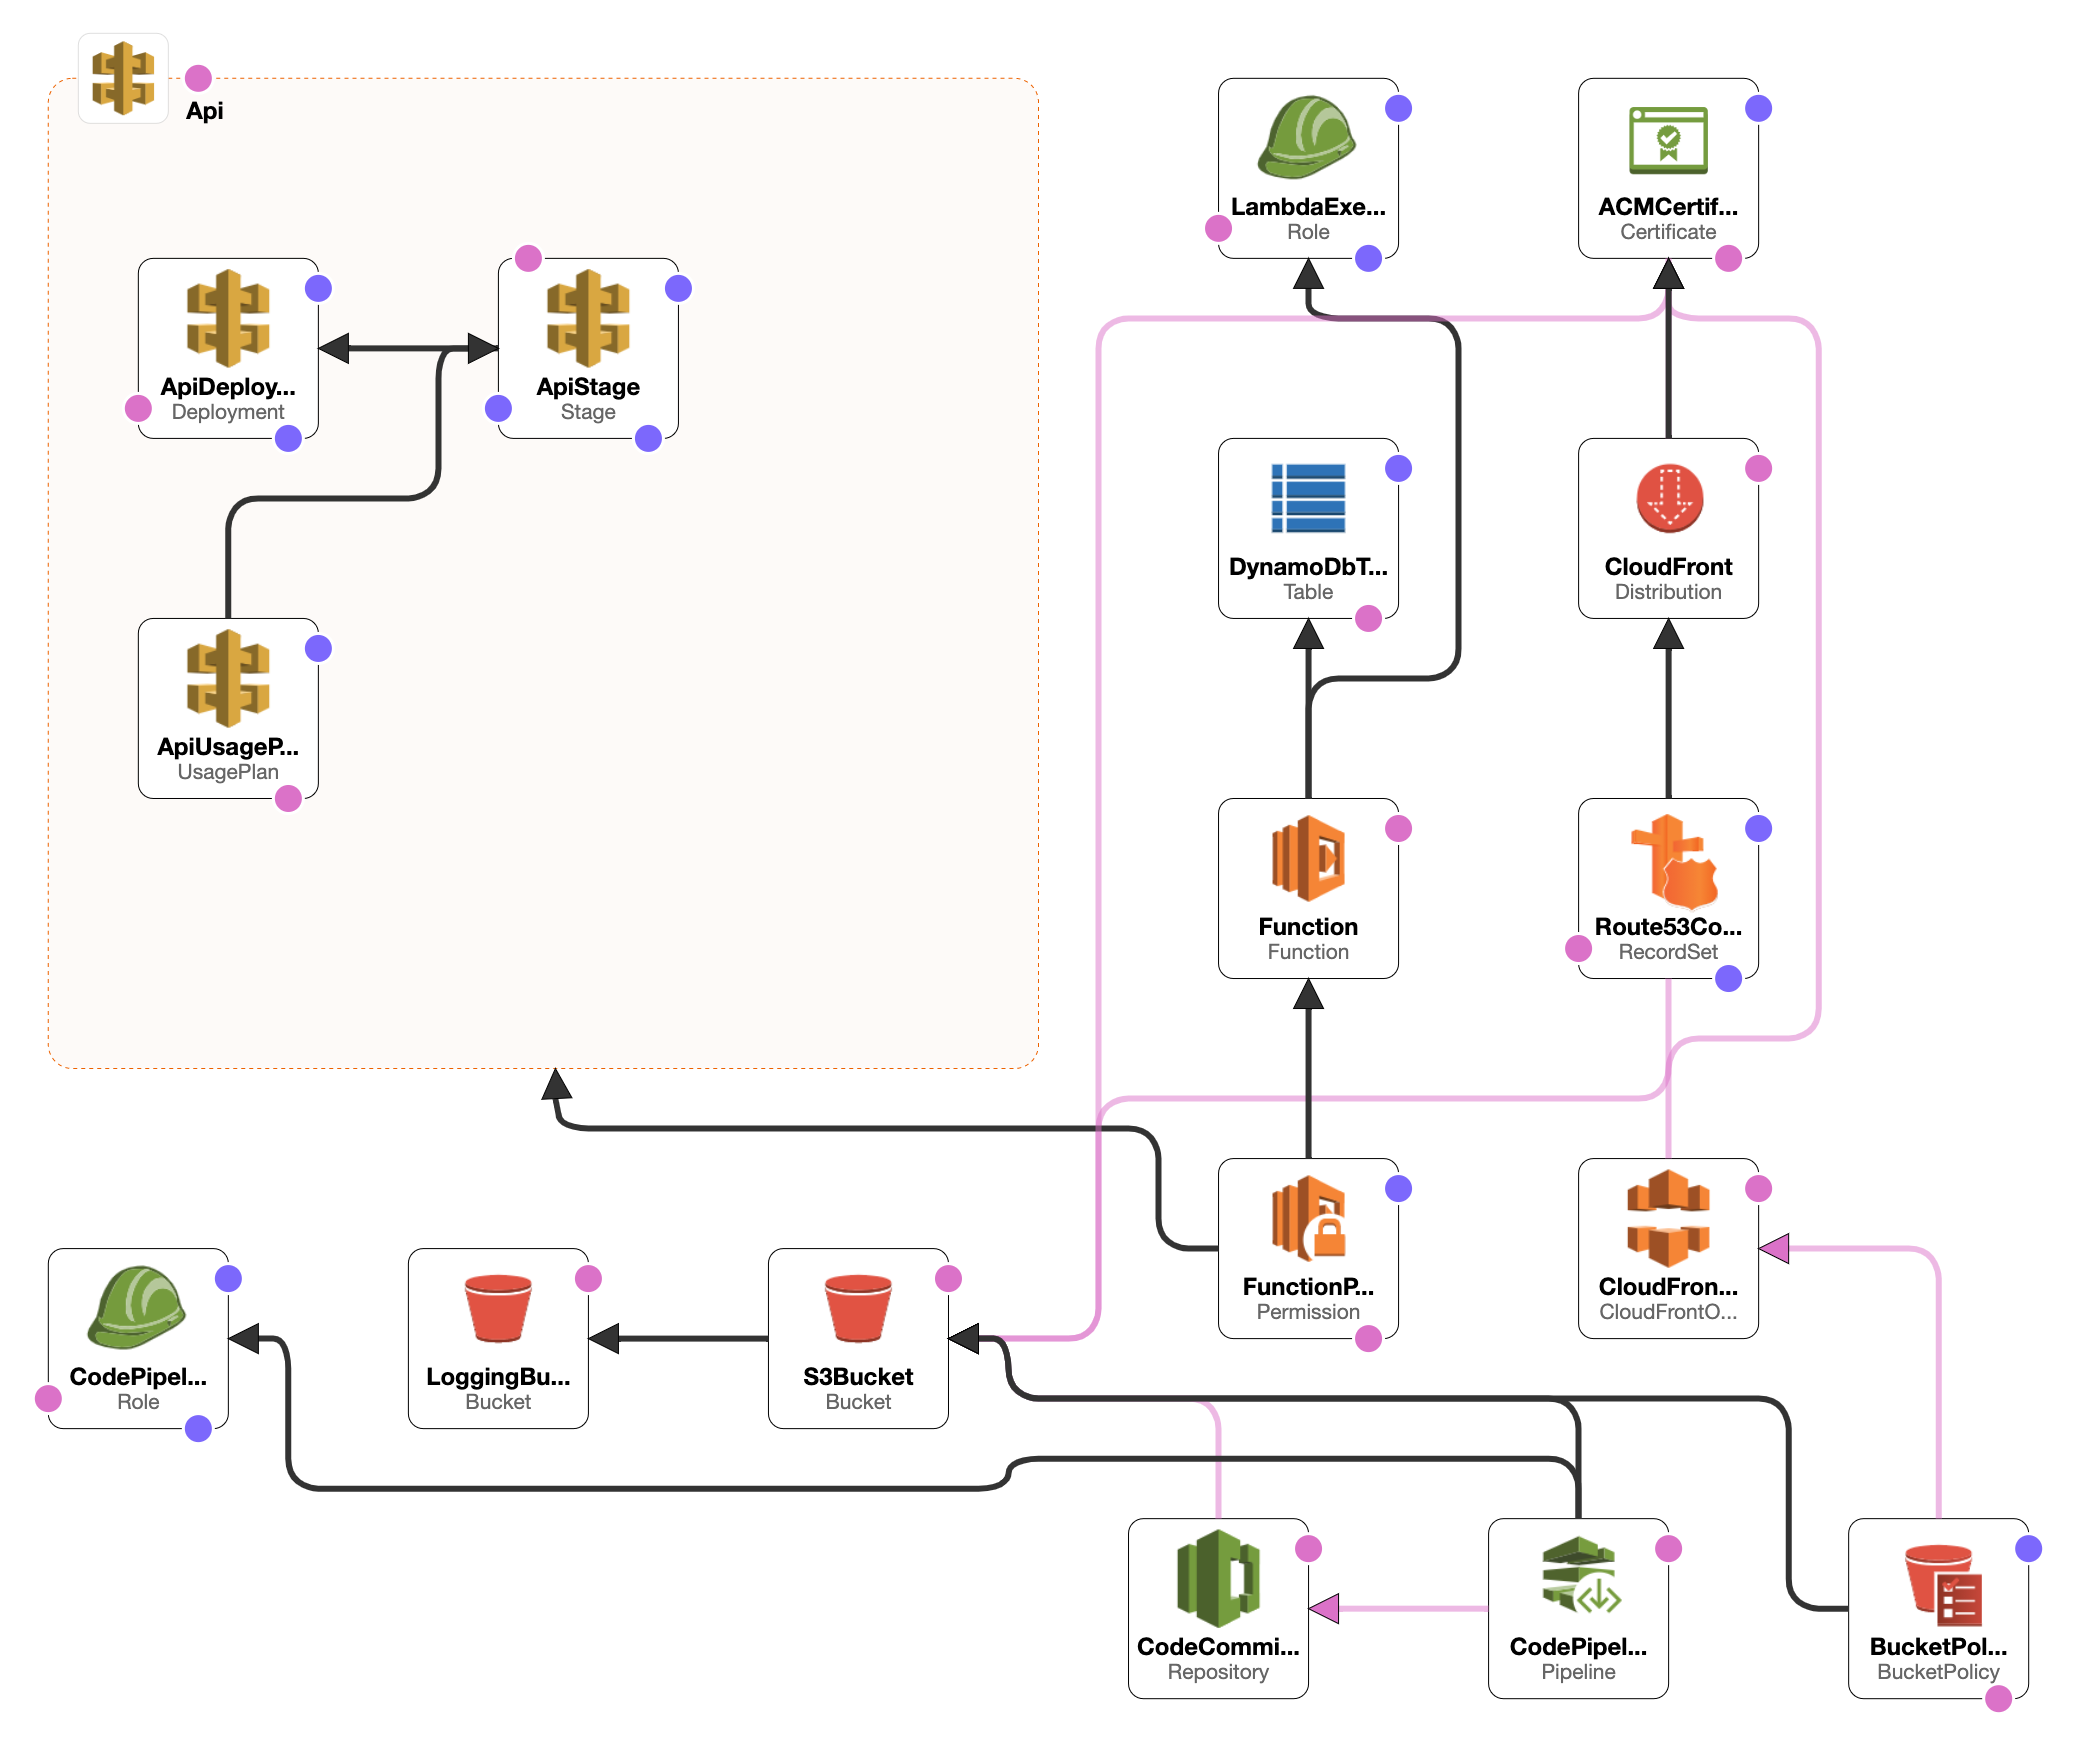 Api
LambdaExe...
Role
ACMCertif...
Certificate
ApiDeploy...
Deployment
ApiStage
Stage
DynamoDbT...
Table
CloudFront
Distribution
ApiUsageP...
UsagePlan
Function
Function
Route53Co...
RecordSet
FunctionP...
Permission
CloudFron...
CloudFrontO...
CodePipel...
Role
LoggingBu...
Bucket
S3Bucket
Bucket
CodeCommi...
Repository
CodePipel...
Pipeline
BucketPol...
BucketPolicy